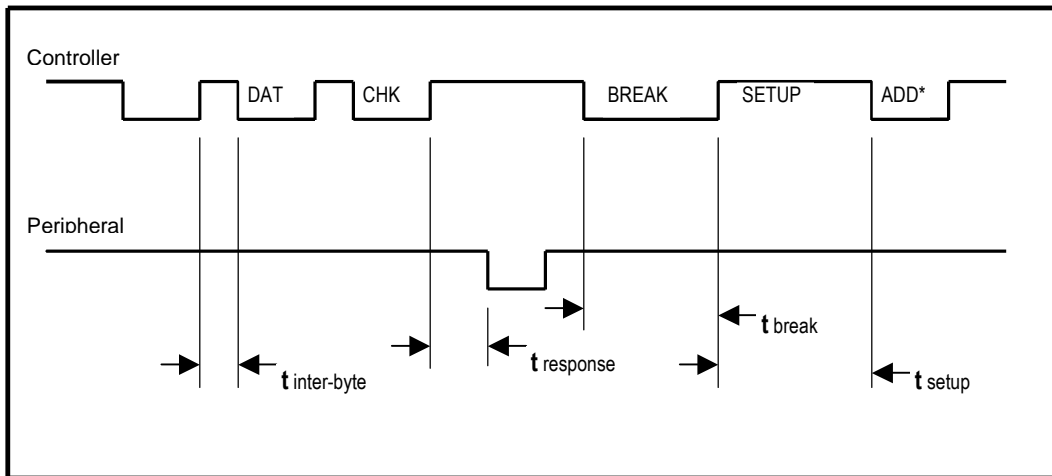 Controller
DAT CHK BREAK SETUP ADD*
Peripheral
t break
t response
t inter-byte
t setup